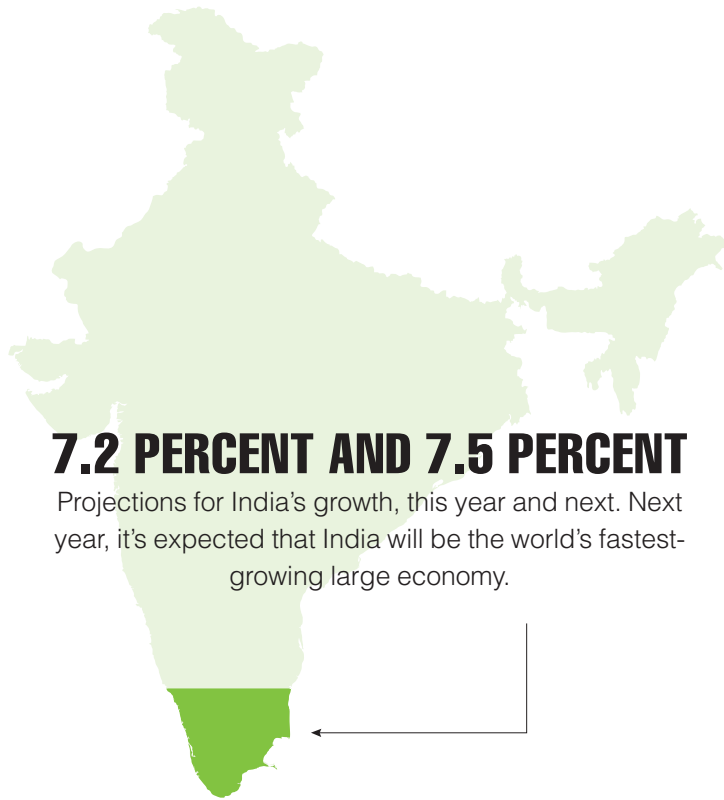 7.2 PERCENT AND 7.5 PERCENT
Projections for India’s growth, this year and next. Next
year, it’s expected that India will be the world’s fastest-
growing large economy.